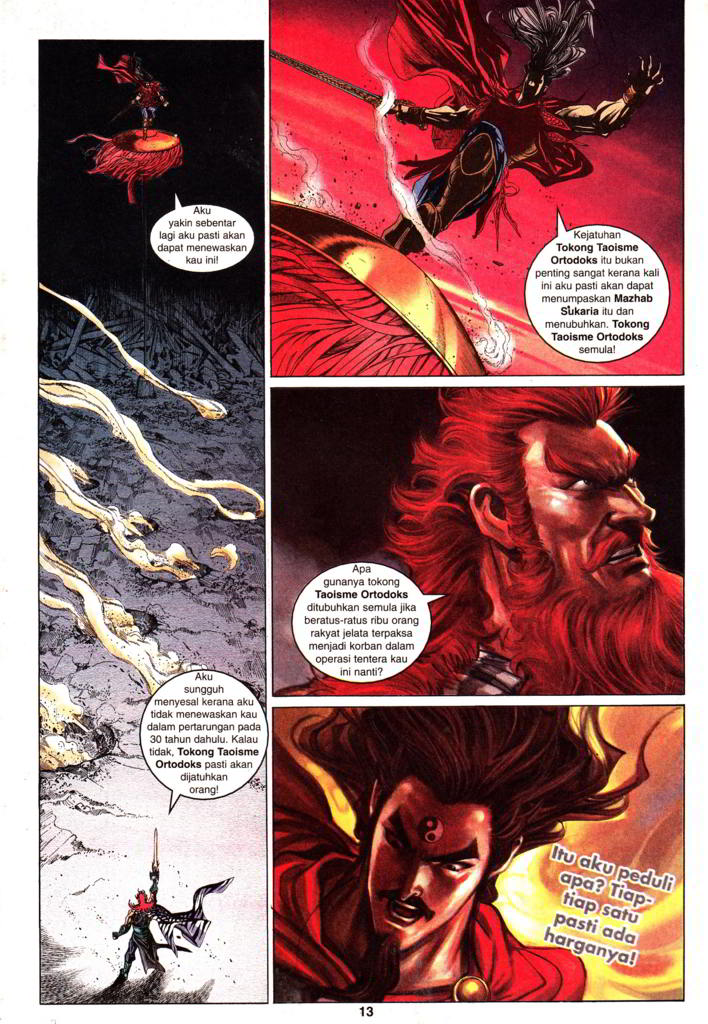 Aku
yakin sebentar
lagi aku pasti akan
dapat menewaskan
kau ini!
Aku
sungguh
menyesal kerana aku
tidak menewaskan kau
dalam pertarungan pada
30 tahun dahulu. Kalau
tidak, Tokong Taoisme
Ortodoks pasti akan
dijatuhkan
orang!
Kejatuhan
Tokong Taoisme
Ortodoks itu bukan
penting sangat kerana kali
ini aku pasti akan dapat
menumpaskan Mazhab
Sukaria itu dan
menubuhkan. Tokong
Taoisme Ortodoks
semula!
Apa
gunanya tokong
Taoisme Ortodoks
ditubuhkan semula jika
beratus-ratus ribu orang
rakyat jelata terpaksa
menjadi korban dalam
operasi tentera kau
ini nanti?
Itu aku peduli
apa? Tiap-
tiap satu
pasti ada
harganya!
13